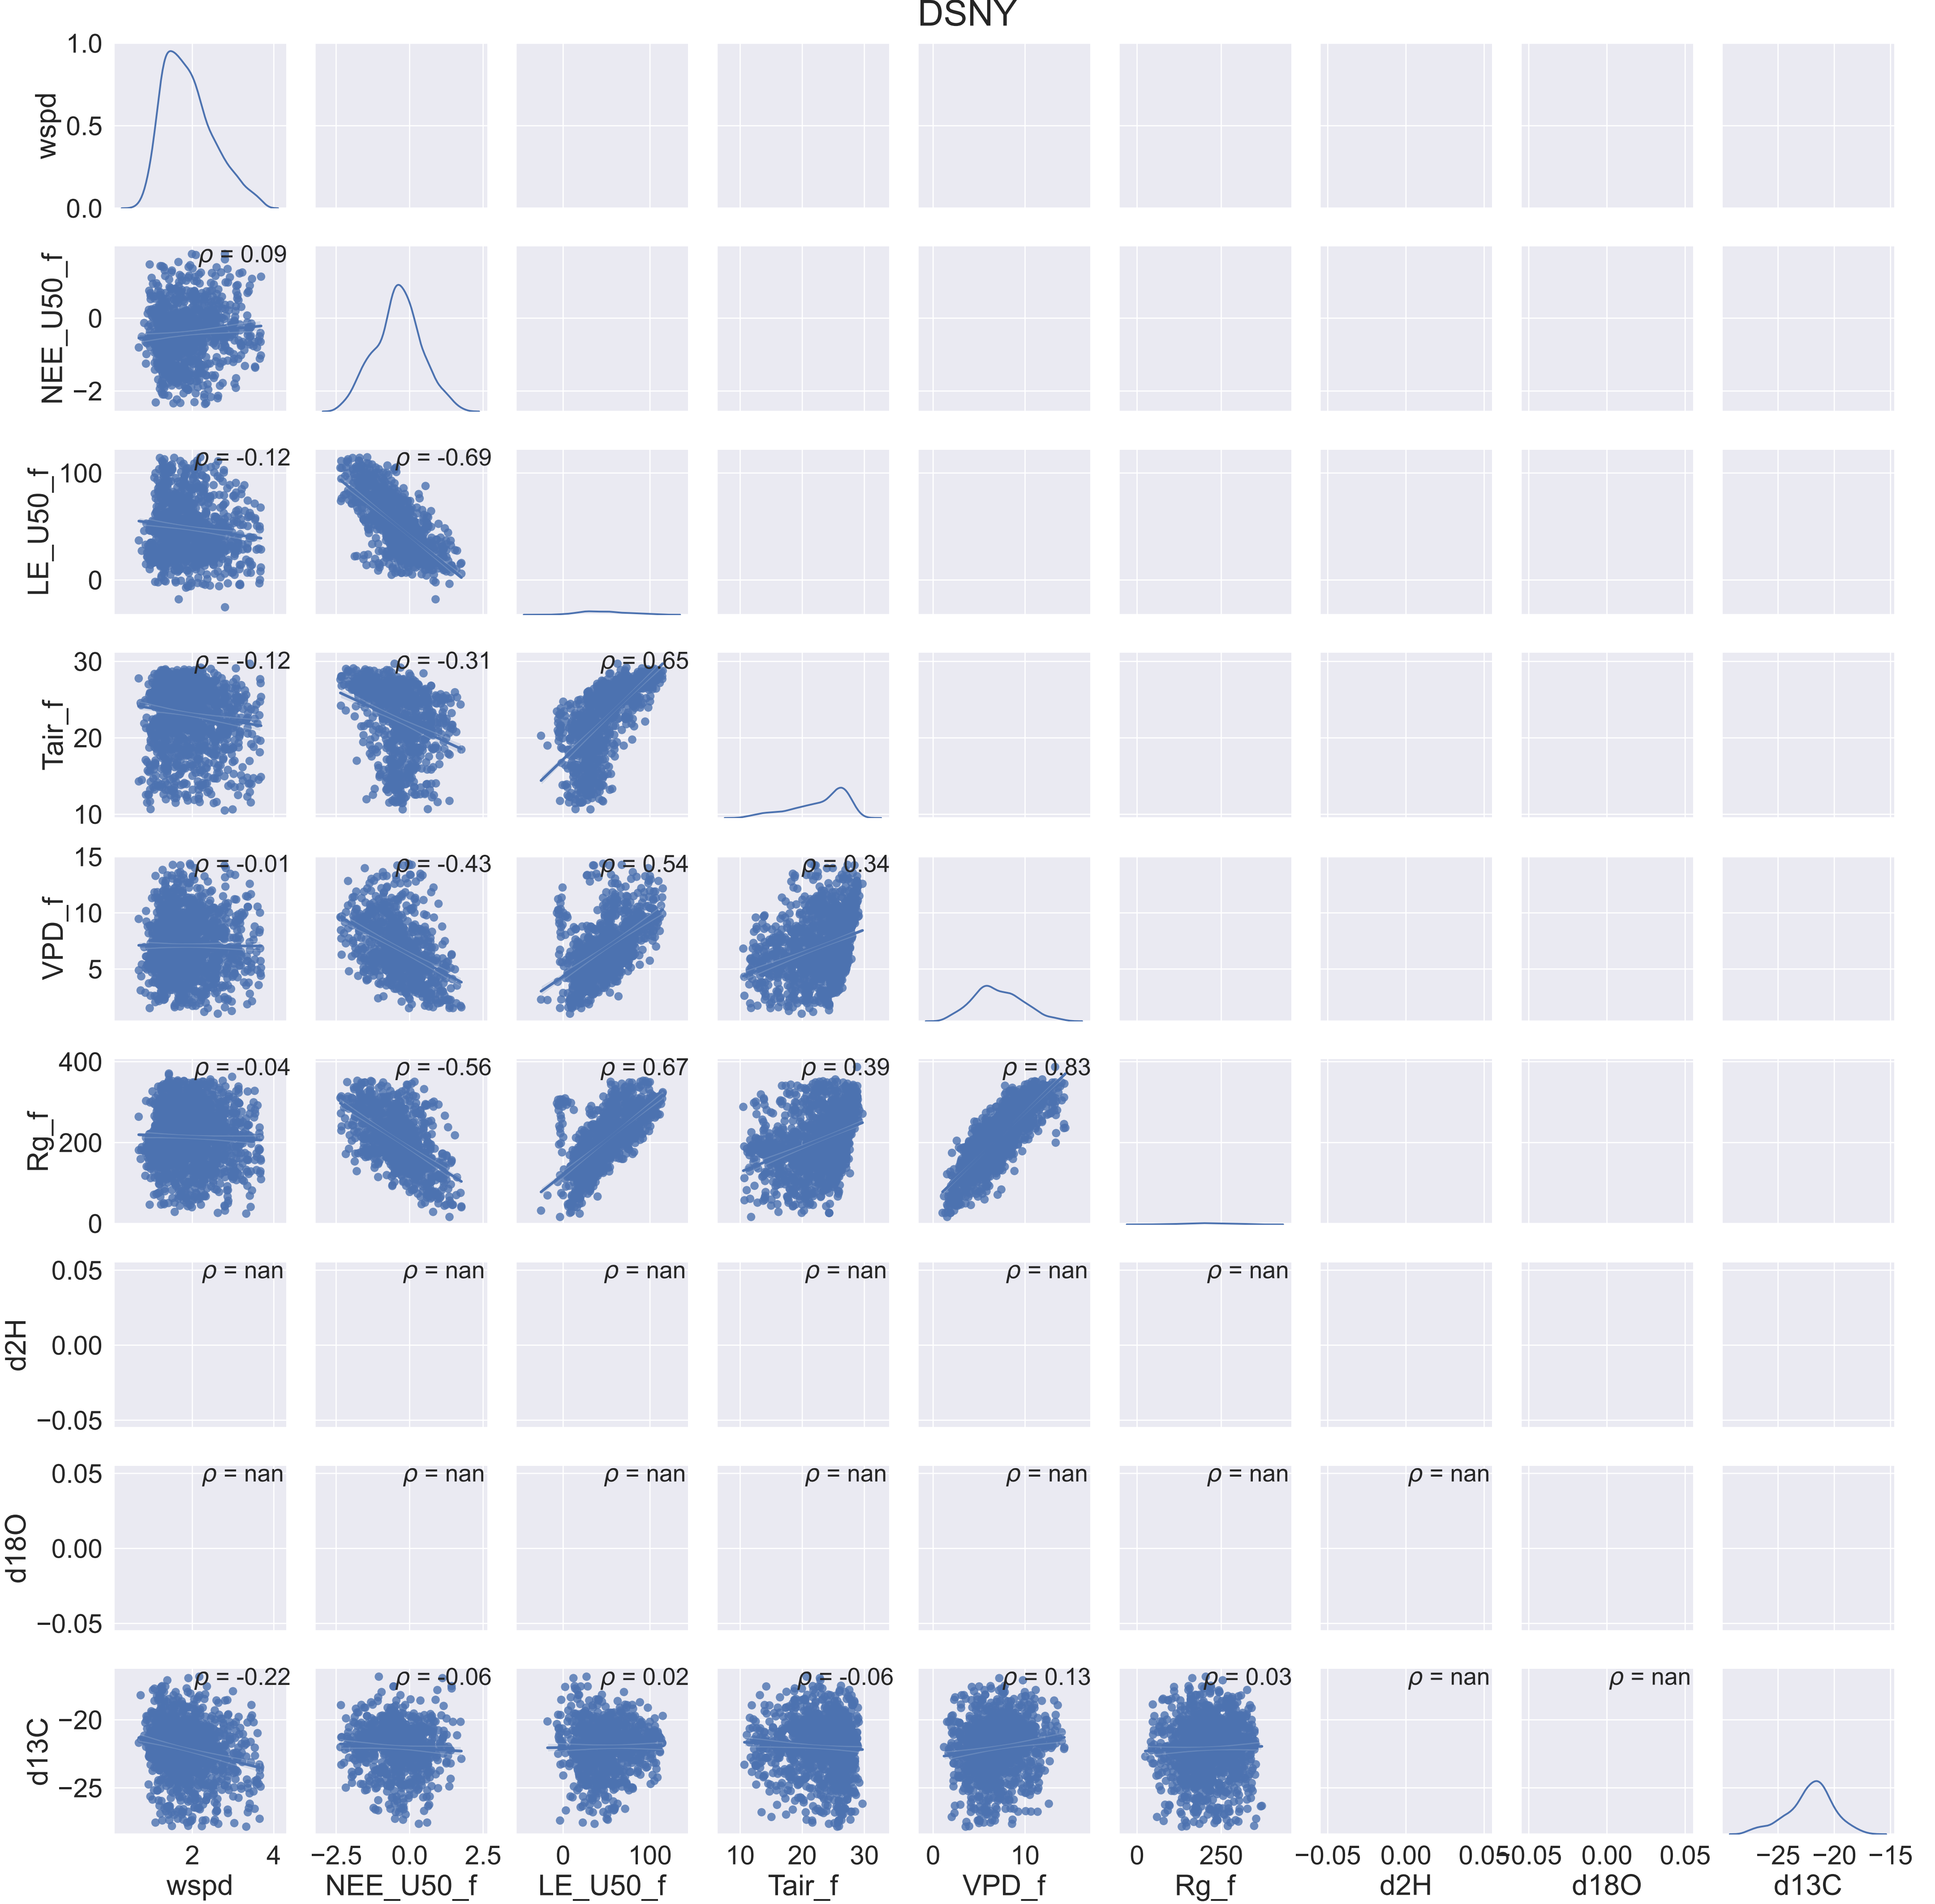 DSNY
1.0
0.5
0.0
wspd
ρ = 0.09
0
−2
NEE_U50_f
ρ = -0.12
ρ = -0.69
100
0
LE_U50_f
ρ = -0.12
ρ = -0.31
ρ = 0.65
30
20
10
Tair_f
ρ = -0.01
ρ = -0.43
ρ = 0.54
ρ = 0.34
15
10
5
VPD_f
ρ = -0.04
ρ = -0.56
ρ = 0.67
ρ = 0.39
ρ = 0.83
400
200
0
Rg_f
ρ = nan
ρ = nan
ρ = nan
ρ = nan
ρ = nan
ρ = nan
0.05
0.00
−0.05
d2H
ρ = nan
ρ = nan
ρ = nan
ρ = nan
ρ = nan
ρ = nan
ρ = nan
0.05
0.00
−0.05
d18O
ρ = -0.22
ρ = -0.06
ρ = 0.02
ρ = -0.06
ρ = 0.13
ρ = 0.03
ρ = nan
ρ = nan
−20
−25
d13C
2 4
−2.5 0.0 2.5
0 100
10 20 30
0 10
0 250
−0.05 0.00 0.05
−0.05 0.00 0.05
−25 −20 −15
wspd
NEE_U50_f
LE_U50_f
Tair_f
VPD_f
Rg_f
d2H
d18O
d13C